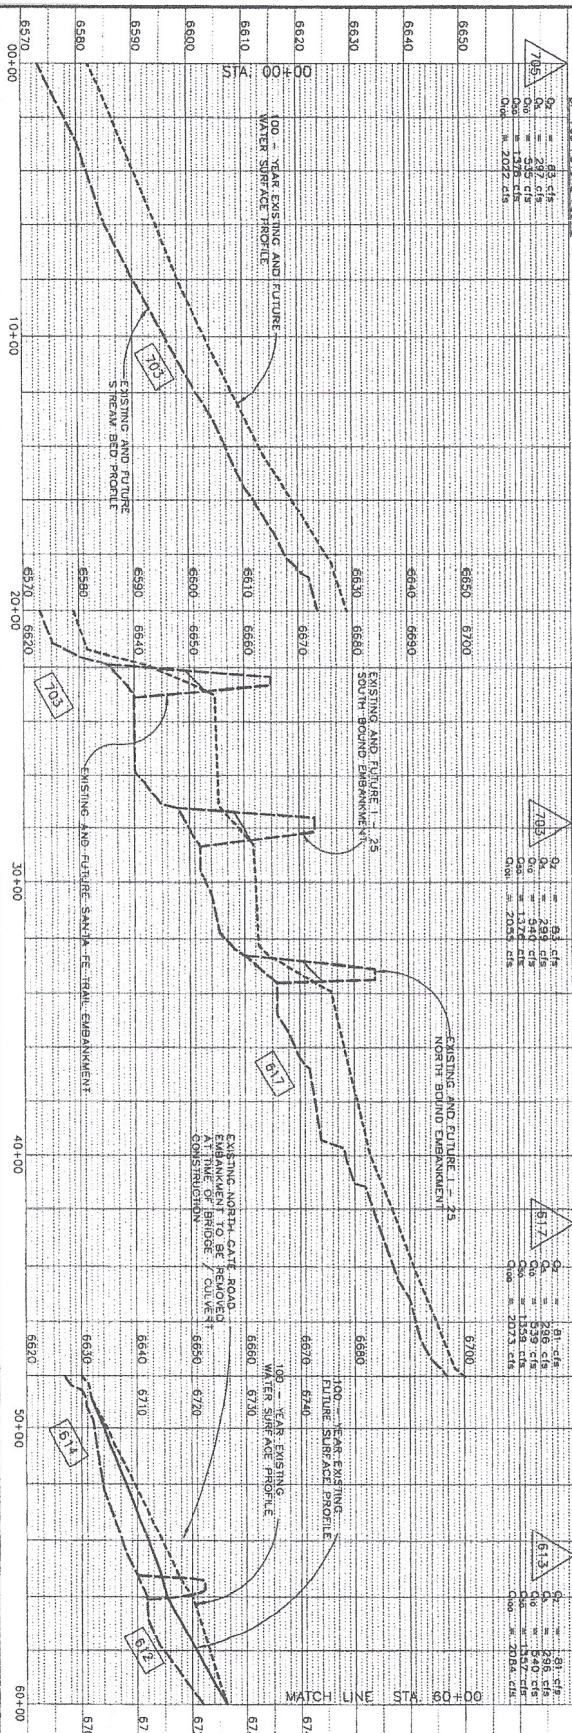 705
Q2 = 83 cfs
Q5 = 297 cfs
Q10 = 535 cfs
Q50 = 1376 cfs
Q100 = 2022 cfs
703
Q2 = 83 cfs
Q5 = 299 cfs
Q10 = 540 cfs
Q50 = 1376 cfs
Q100 = 2055 cfs
617
Q2 = 81 cfs
Q5 = 296 cfs
Q10 = 539 cfs
Q50 = 1359 cfs
Q100 = 2073 cfs
613
Q2 = 81 cfs
Q5 = 296 cfs
Q10 = 540 cfs
Q50 = 1357 cfs
Q100 = 2084 cfs
6650
6640
6630
6620
6610
6600
6590
6580
6570
STA. 00+00
100 - YEAR EXISTING AND FUTURE
WATER SURFACE PROFILE
703
EXISTING AND FUTURE
STREAM BED PROFILE
6650
6640
6630
6610
6600
6590
6580
6570
6700
6690
6680
6670
6660
6650
6640
6620
EXISTING AND FUTURE I - 25
SOUTH BOUND EMBANKMENT
703
EXISTING AND FUTURE SANTA FE TRAIL EMBANKMENT
EXISTING AND FUTURE I - 25
NORTH BOUND EMBANKMENT
617
EXISTING NORTH GATE ROAD
EMBANKMENT TO BE REMOVED
AT TIME OF BRIDGE / CULVERT
CONSTRUCTION
6700
6680
6670
6660
6650
6640
6630
6620
6740
6730
6720
6710
100 - YEAR EXISTING
FUTURE SURFACE PROFILE
100 - YEAR EXISTING
WATER SURFACE PROFILE
614
612
MATCH LINE STA. 60+00
00+00
10+00
20+00
30+00
40+00
50+00
60+00